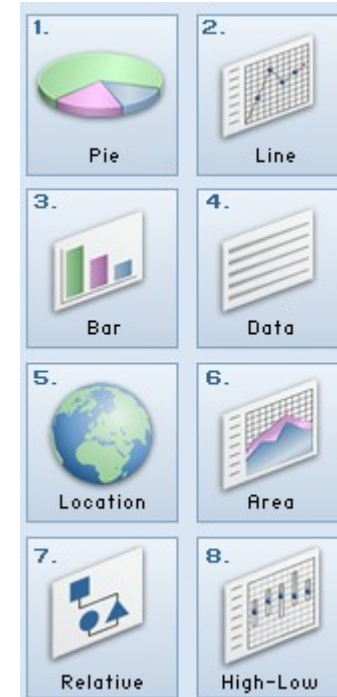 1.
Pie
2.
Line
3.
Bar
4.
Data
5.
Location
6.
Area
7.
Relative
8.
High-Low